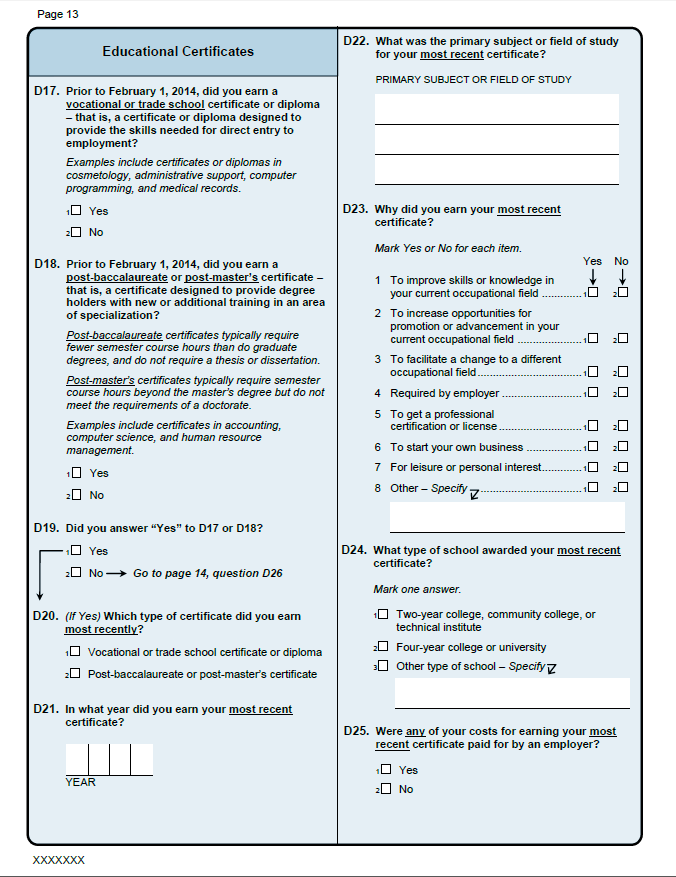 Page 13
Educational Certificates
D17. Prior to February 1, 2014, did you earn a
vocational or trade school certificate or diploma
– that is, a certificate or diploma designed to
provide the skills needed for direct entry to
employment?
Examples include certificates or diplomas in
cosmetology, administrative support, computer
programming, and medical records.
1 Yes
2 No
D18. Prior to February 1, 2014, did you earn a
post-baccalaureate or post-master's certificate –
that is, a certificate designed to provide degree
holders with new or additional training in an area
of specialization?
Post-baccalaureate certificates typically require
fewer semester course hours than do graduate
degrees, and do not require a thesis or dissertation.
Post-master's certificates typically require semester
course hours beyond the master's degree but do not
meet the requirements of a doctorate.
Examples include certificates in accounting,
computer science, and human resource
management.
1 Yes
2 No
D19. Did you answer “Yes” to D17 or D18?
1 Yes
2 No Go to page 14, question D26
D20. (If Yes) Which type of certificate did you earn
most recently?
1 Vocational or trade school certificate or diploma
2 Post-baccalaureate or post-master's certificate
D21. In what year did you earn your most recent
certificate?
YEAR
D22. What was the primary subject or field of study
for your most recent certificate?
PRIMARY SUBJECT OR FIELD OF STUDY
D23. Why did you earn your most recent
certificate?
Mark Yes or No for each item.
Yes No
1 To improve skills or knowledge in
your current occupational field ............. 1 2
2 To increase opportunities for
promotion or advancement in your
current occupational field ..................... 1 2
3 To facilitate a change to a different
occupational field.................................. 1 2
4 Required by employer .......................... 1 2
5 To get a professional
certification or license........................... 1 2
6 To start your own business .................. 1 2
7 For leisure or personal interest............. 1 2
8 Other – Specify ................................. 1 2
D24. What type of school awarded your most recent
certificate?
Mark one answer.
1 Two-year college, community college, or
technical institute
2 Four-year college or university
3 Other type of school – Specify
D25. Were any of your costs for earning your most
recent certificate paid for by an employer?
1 Yes
2 No
XXXXXXX